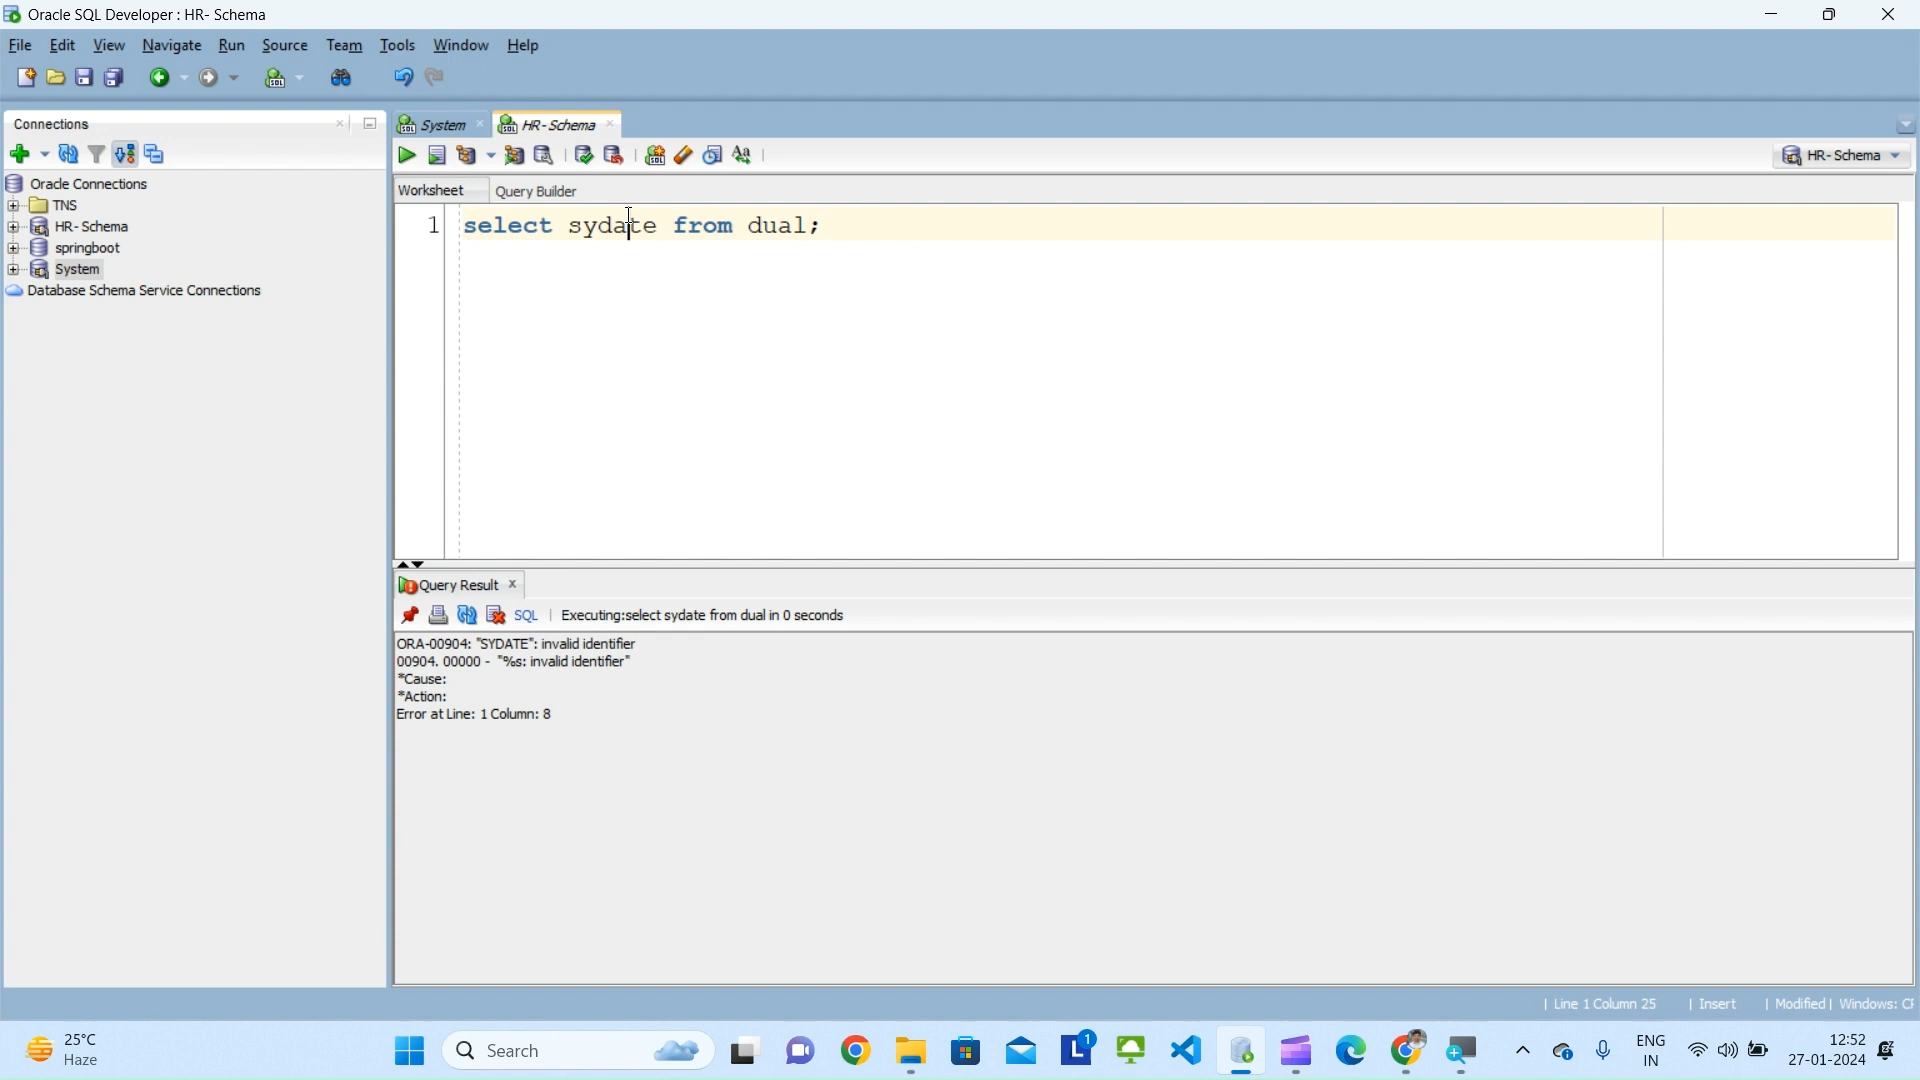 Oracle SQL Developer : HR- Schema
File Edit View Navigate Run Source Team Tools Window Help
SQL
Connections
System
HR-Schema
HR-Schema
Oracle Connections
TNS
HR-Schema
springboot
System
Database Schema Service Connections
Worksheet Query Builder
1 select sydate from dual;
Query Result
SQL | Executing:select sydate from dual in 0 seconds
ORA-00904: "SYDATE": invalid identifier
00904. 00000 - "%s: invalid identifier"
*Cause:
*Action:
Error at Line: 1 Column: 8
| Line 1 Column 25 | Insert | Modified | Windows: CF
25°C
Haze
Search
L 1
ENG
IN
12:52
27-01-2024